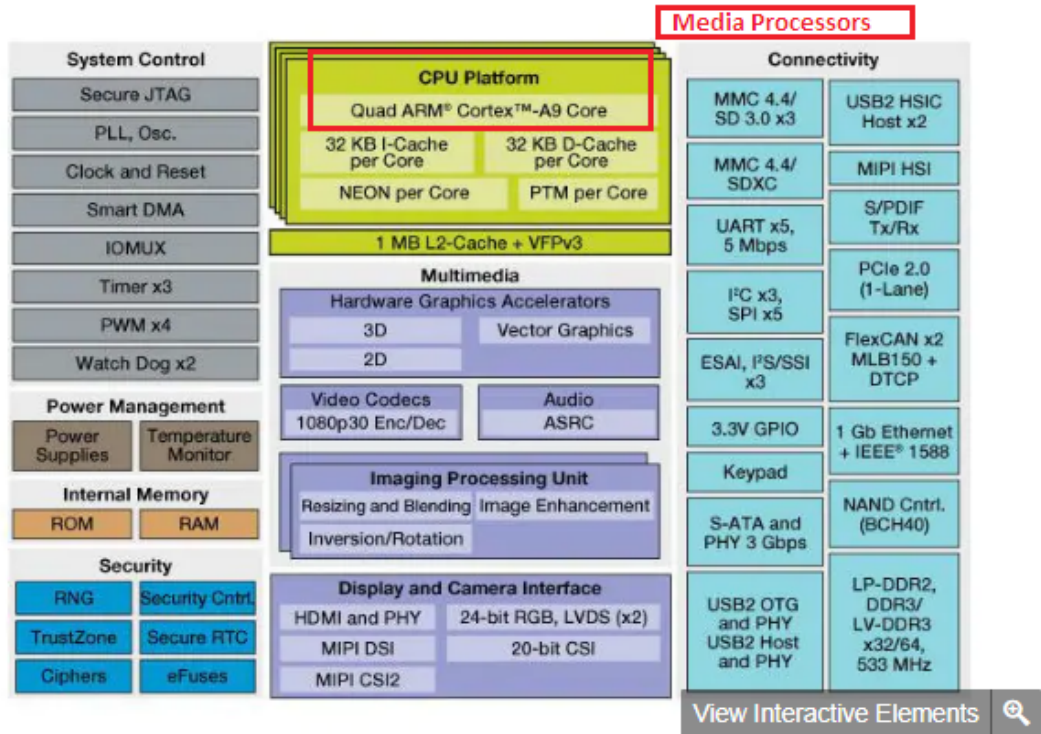 Media Processors
System Control
Secure JTAG
PLL, Osc.
Clock and Reset
Smart DMA
IOMUX
Timer x3
PWM x4
Watch Dog x2
Power Management
Power
Supplies
Temperature
Monitor
Internal Memory
ROM
RAM
Security
RNG
Security Cntrl.
TrustZone
Secure RTC
Ciphers
eFuses
CPU Platform
Quad ARM® Cortex™-A9 Core
32 KB I-Cache
per Core
32 KB D-Cache
per Core
NEON per Core
PTM per Core
1 MB L2-Cache + VFPv3
Multimedia
Hardware Graphics Accelerators
3D
Vector Graphics
2D
Video Codecs
1080p30 Enc/Dec
Audio
ASRC
Imaging Processing Unit
Resizing and Blending
Image Enhancement
Inversion/Rotation
Display and Camera Interface
HDMI and PHY
24-bit RGB, LVDS (x2)
MIPI DSI
20-bit CSI
MIPI CSI2
Connectivity
MMC 4.4/
SD 3.0 x3
MMC 4.4/
SDXC
UART x5,
5 Mbps
I²C x3,
SPI x5
ESAI, I²S/SSI
x3
3.3V GPIO
Keypad
S-ATA and
PHY 3 Gbps
USB2 OTG
and PHY
USB2 Host
and PHY
USB2 HSIC
Host x2
MIPI HSI
S/PDIF
Tx/Rx
PCIe 2.0
(1-Lane)
FlexCAN x2
MLB150 +
DTCP
1 Gb Ethernet
+ IEEE® 1588
NAND Cntrl.
(BCH40)
LP-DDR2,
DDR3/
LV-DDR3
x32/64,
533 MHz
View Interactive Elements